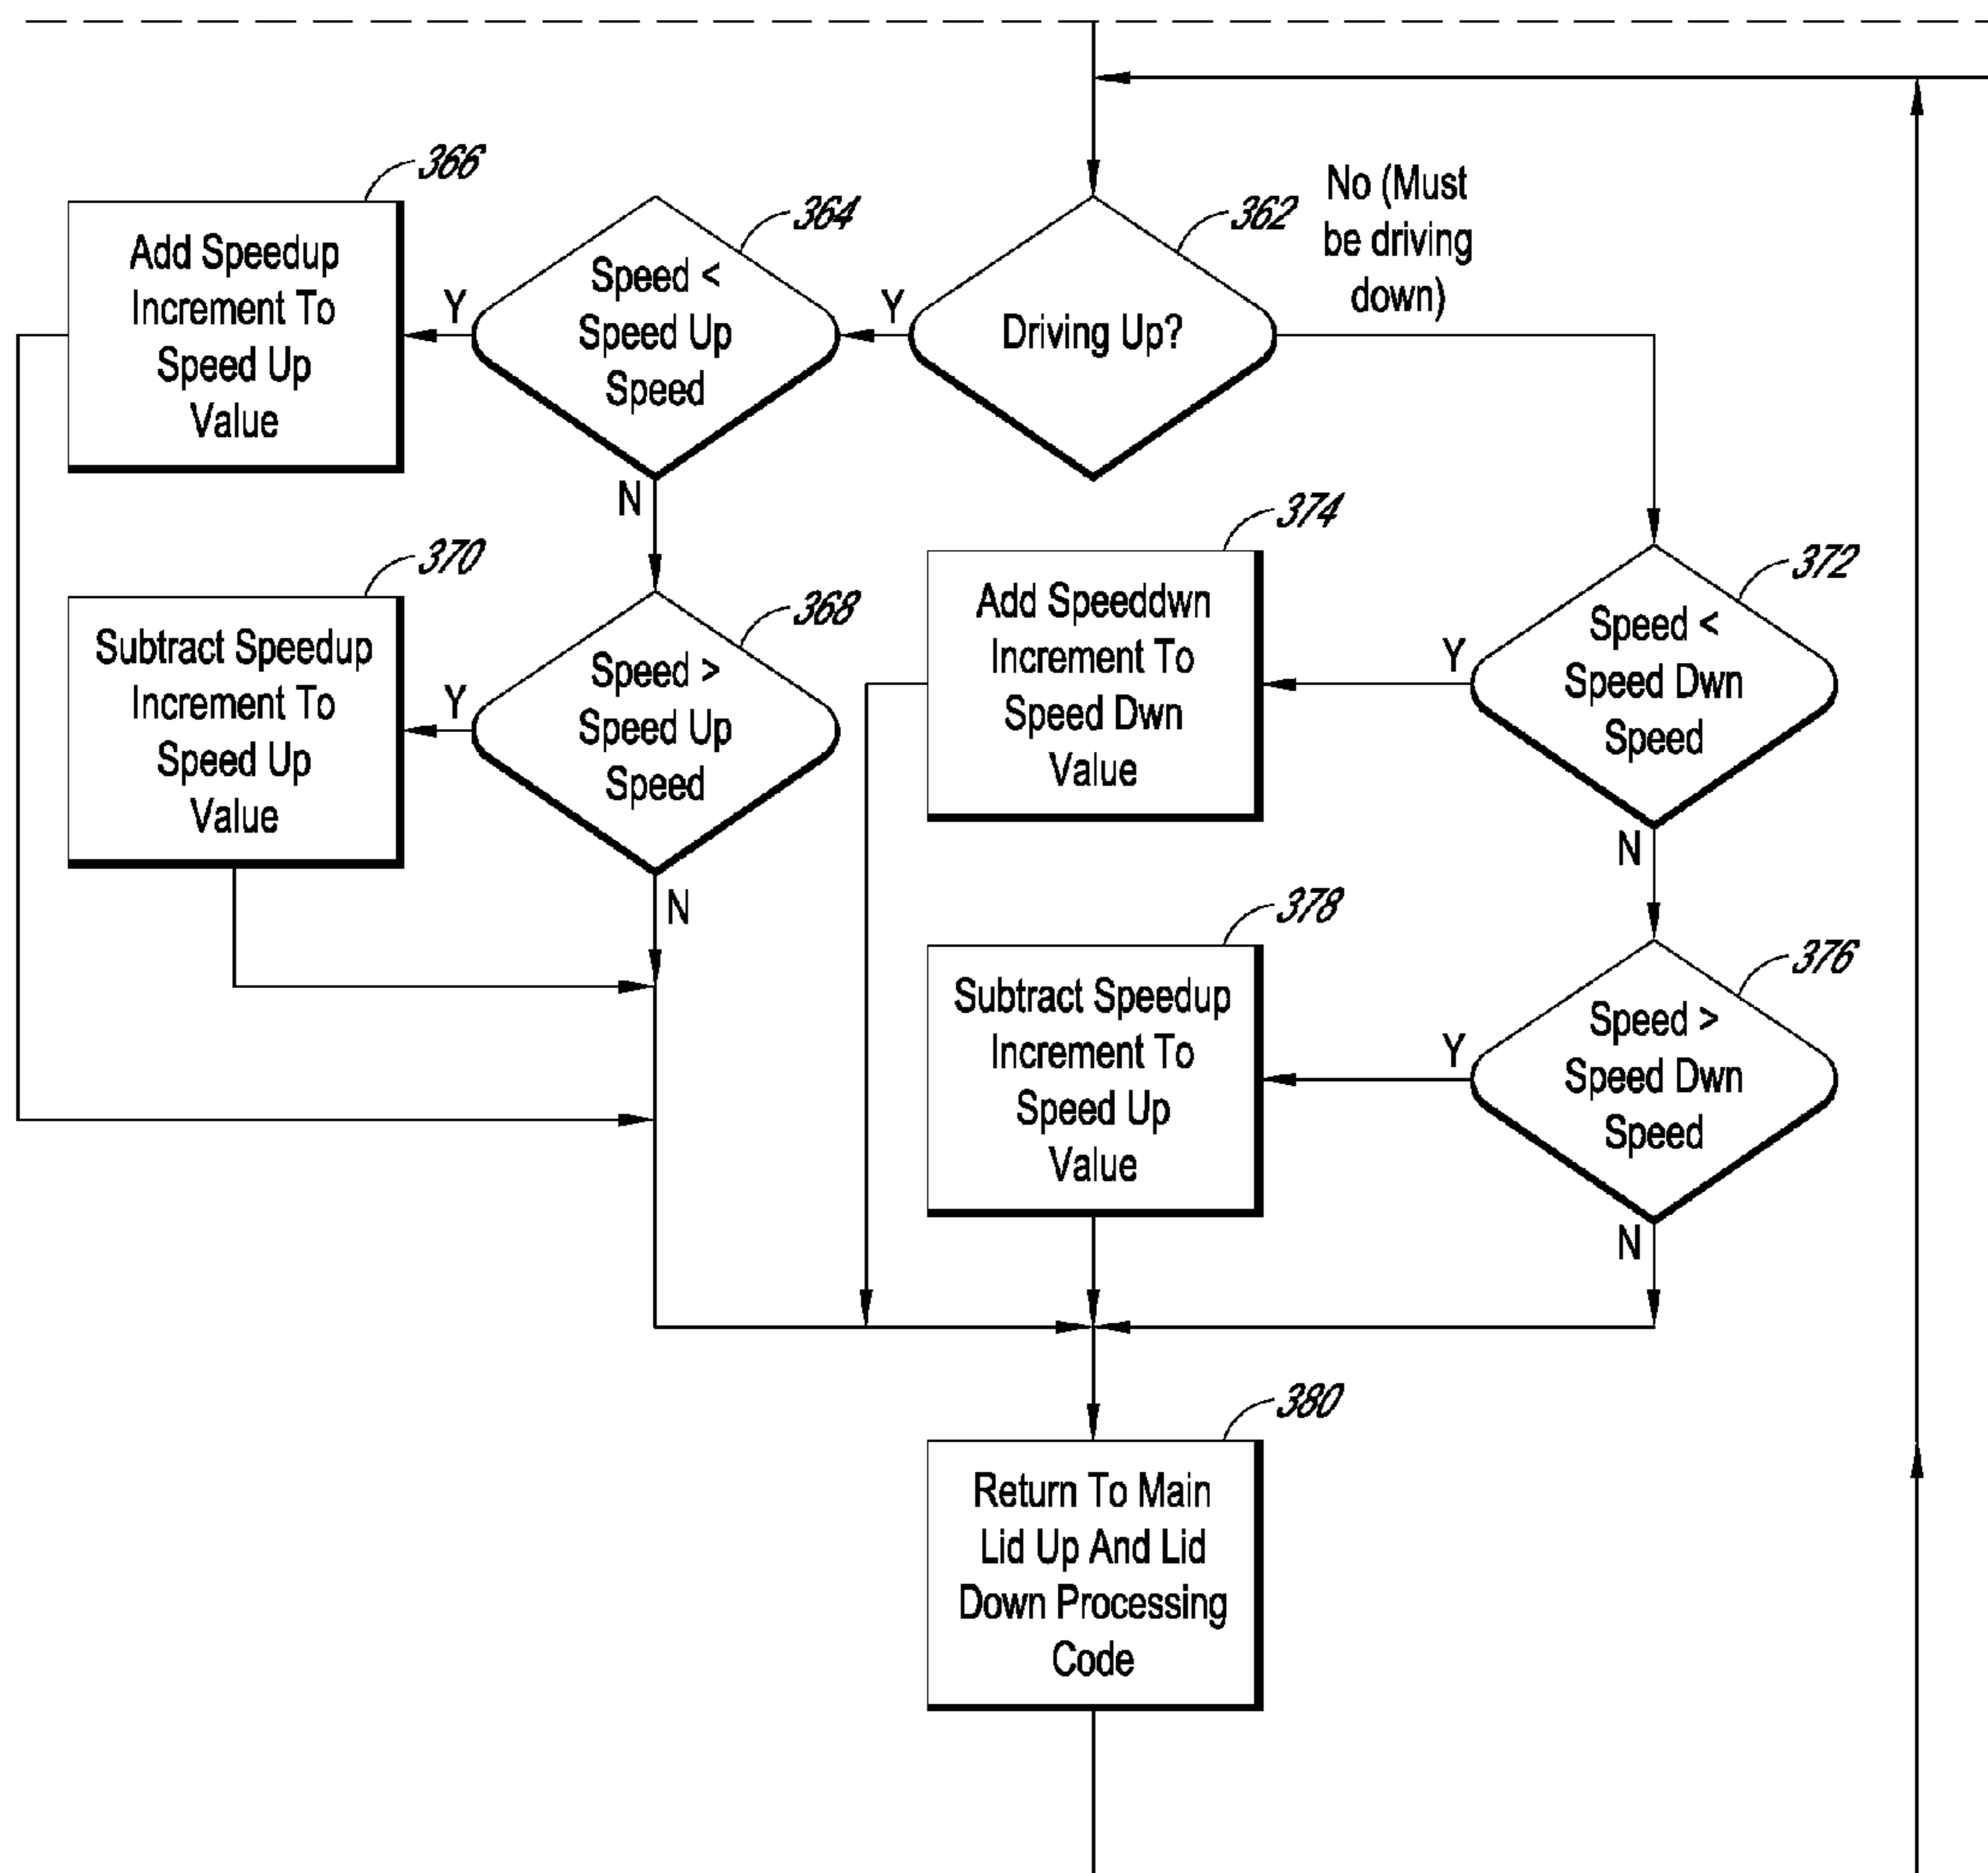 366
Add Speedup
Increment To
Speed Up
Value
Y
364
Speed <
Speed Up
Speed
Y
362
Driving Up?
No (Must
be driving
down)
N
370
Subtract Speedup
Increment To
Speed Up
Value
Y
368
Speed >
Speed Up
Speed
N
374
Add Speeddwn
Increment To
Speed Dwn
Value
Y
372
Speed <
Speed Dwn
Speed
N
378
Subtract Speedup
Increment To
Speed Up
Value
Y
376
Speed >
Speed Dwn
Speed
N
380
Return To Main
Lid Up And Lid
Down Processing
Code